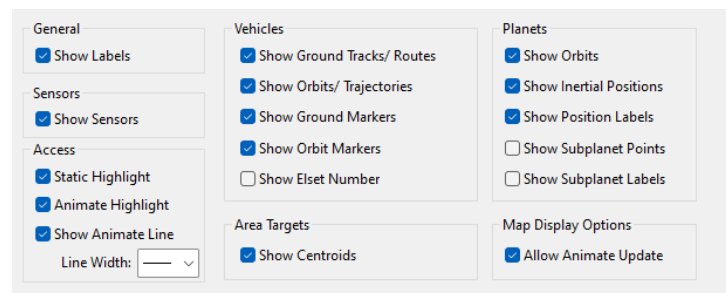 General
Show Labels
Sensors
Show Sensors
Access
Static Highlight
Animate Highlight
Show Animate Line
Line Width:
Vehicles
Show Ground Tracks/ Routes
Show Orbits/ Trajectories
Show Ground Markers
Show Orbit Markers
Show Elset Number
Area Targets
Show Centroids
Planets
Show Orbits
Show Inertial Positions
Show Position Labels
Show Subplanet Points
Show Subplanet Labels
Map Display Options
Allow Animate Update